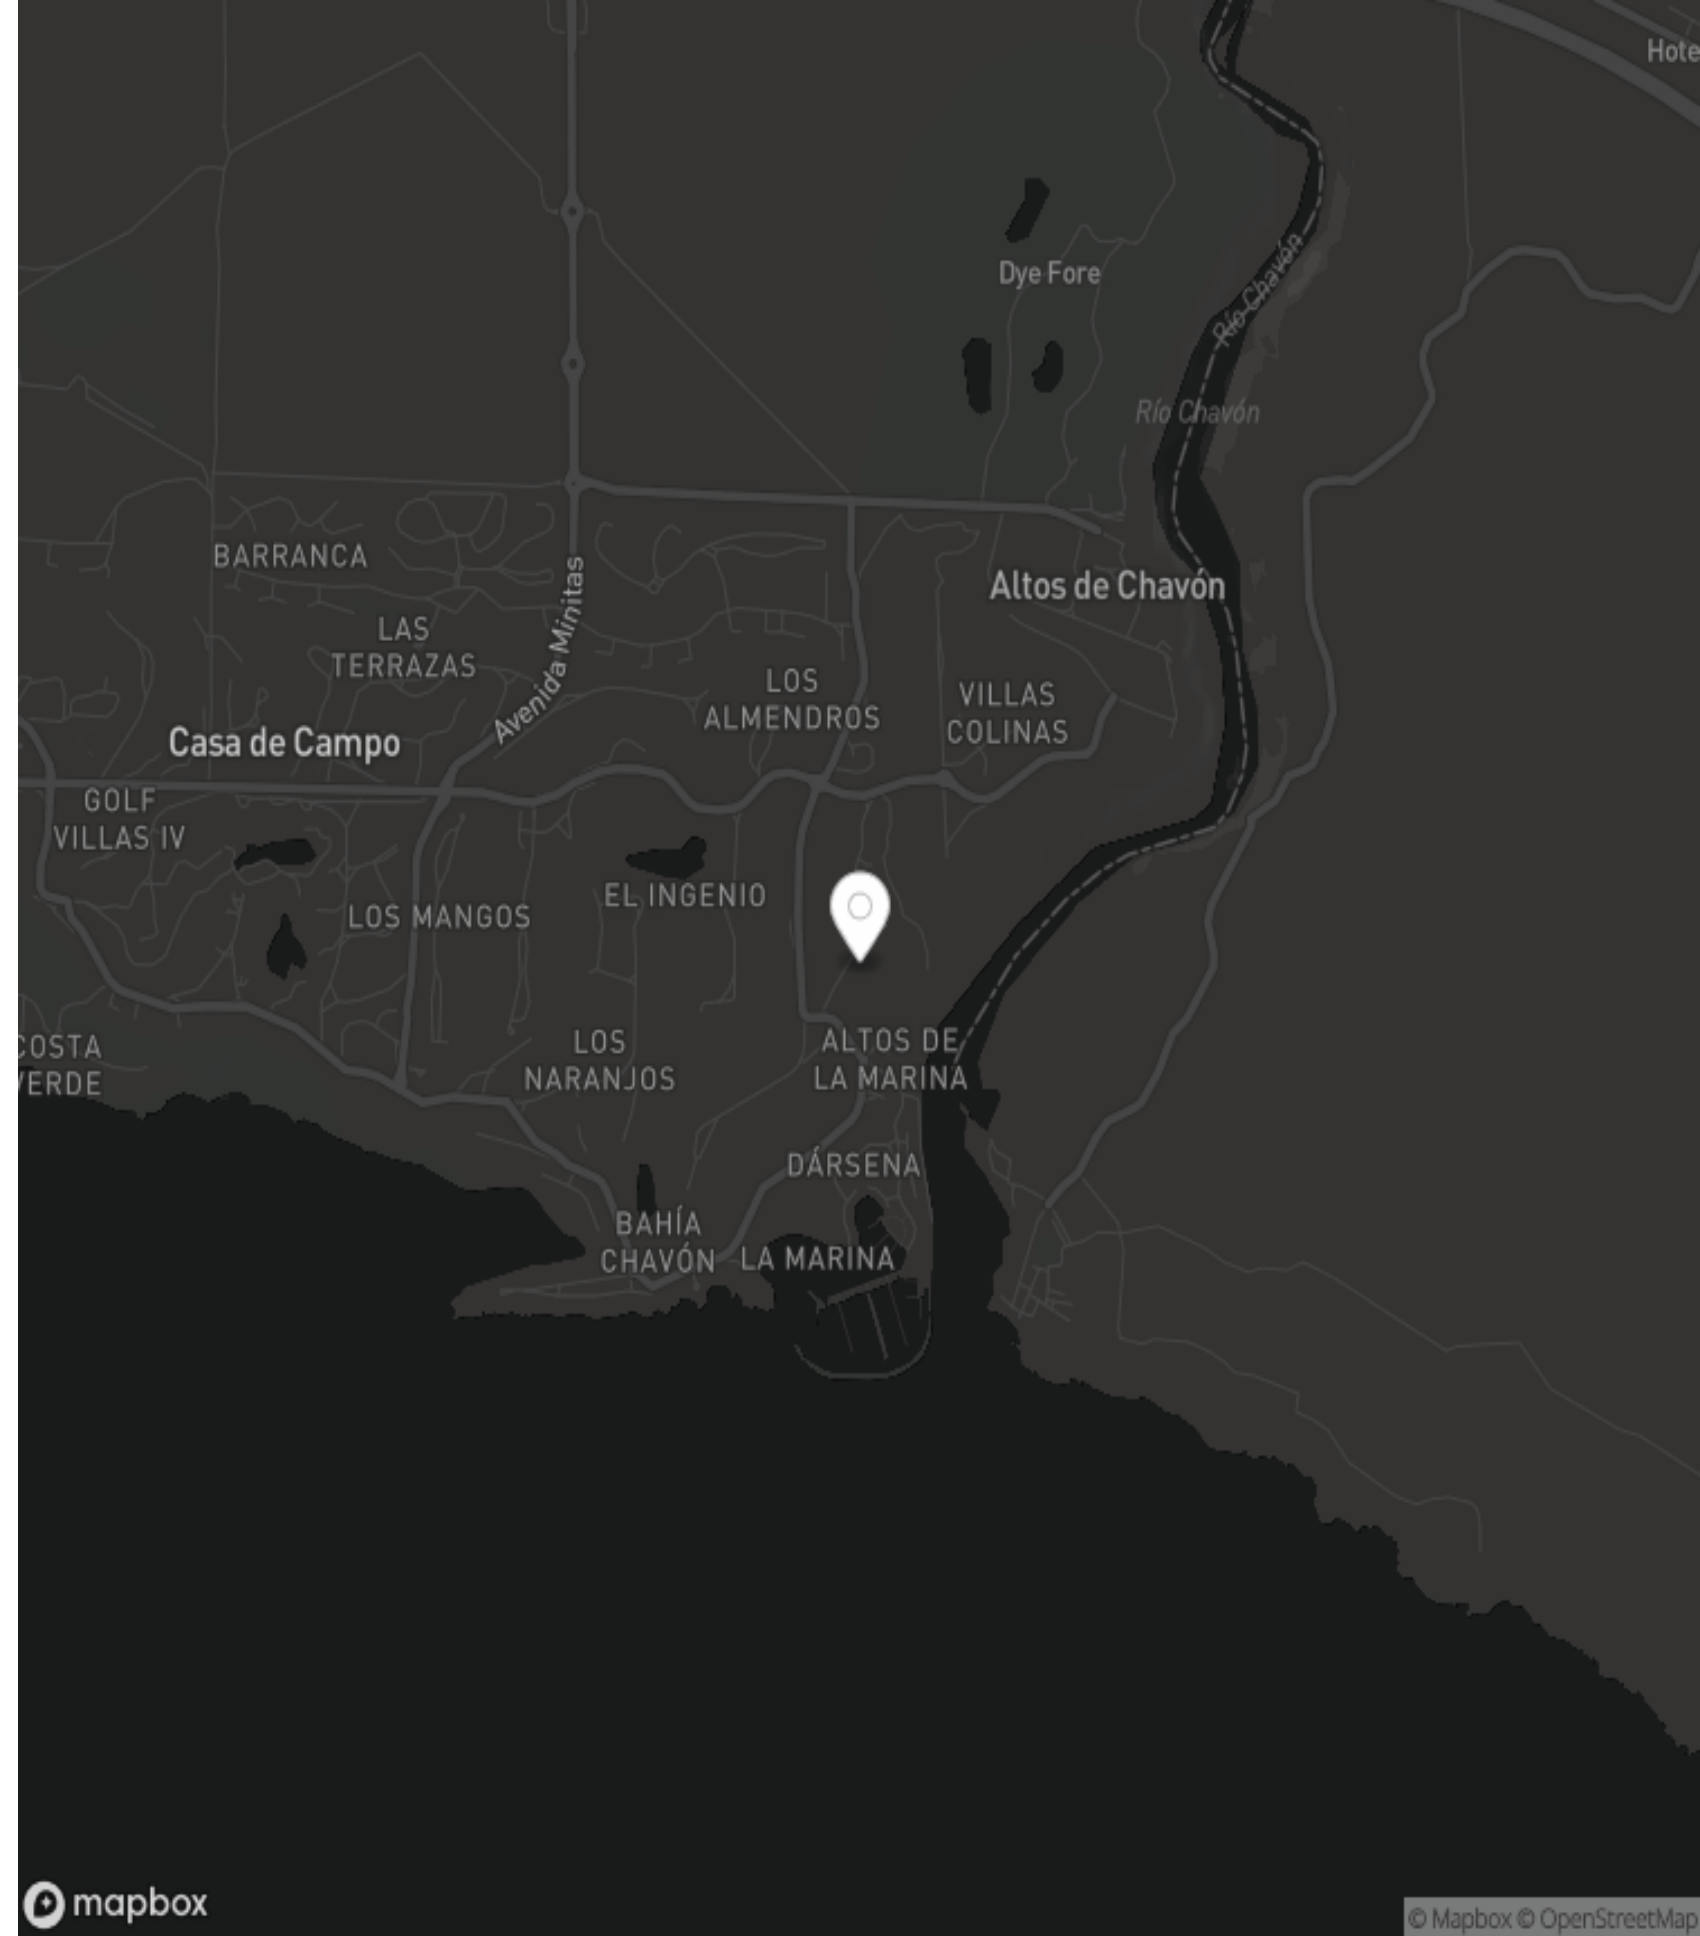 Hote
Dye Fore
Río Chavón
Río Chavón
BARRANCA
Altos de Chavón
Avenida Minitas
LAS
TERRAZAS
LOS
ALMENDROS
VILLAS
COLINAS
Casa de Campo
GOLF
VILLAS IV
EL INGENIO
LOS MANGOS
COSTA
VERDE
LOS
NARANJOS
ALTOS DE
LA MARINA
DÁRSENA
BAHÍA
CHAVÓN
LA MARINA
mapbox
© Mapbox © OpenStreetMap